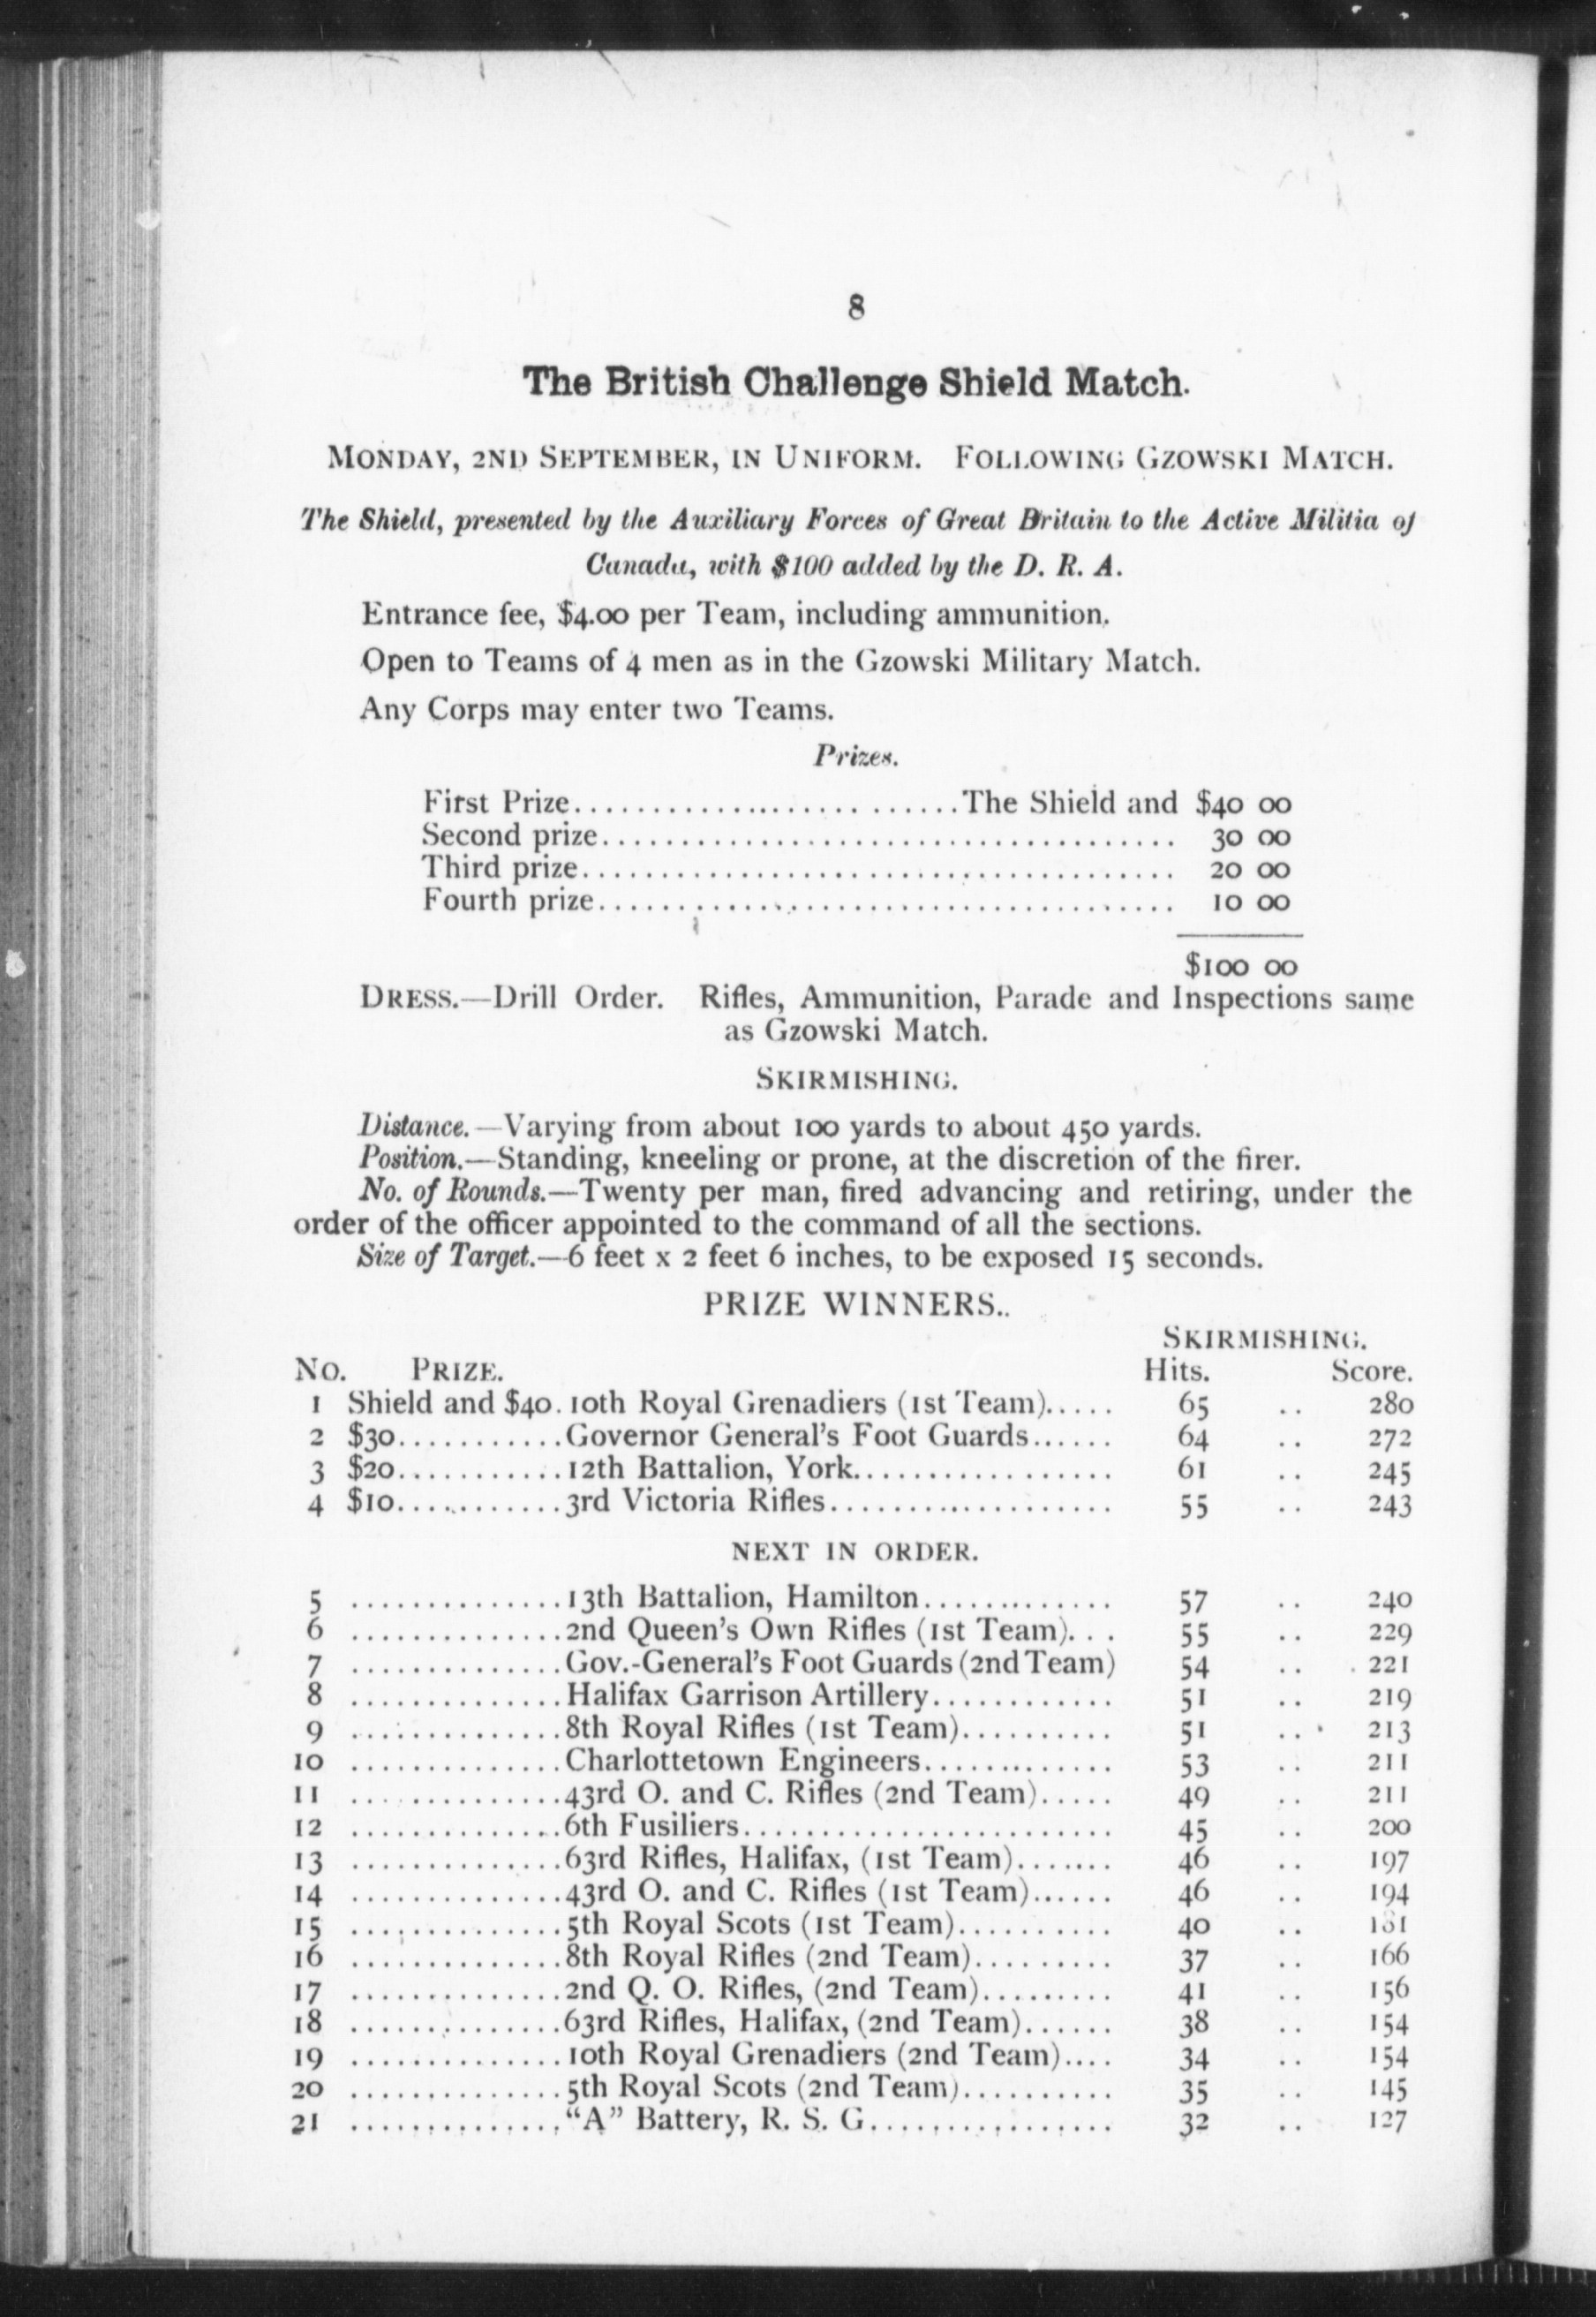 8
The British Challenge Shield Match.
MONDAY, 2ND SEPTEMBER, IN UNIFORM. FOLLOWING GZOWSKI MATCH.
The Shield, presented by the Auxiliary Forces of Great Britain to the Active Militia of
Canada, with $100 added by the D. R. A.
Entrance fee, $4.00 per Team, including ammunition.
Open to Teams of 4 men as in the Gzowski Military Match.
Any Corps may enter two Teams.
Prizes.
First Prize............................The Shield and $40 00
Second prize..................................... 30 00
Third prize...................................... 20 00
Fourth prize..................................... 10 00
$100 00
DRESS.—Drill Order. Rifles, Ammunition, Parade and Inspections same
as Gzowski Match.
SKIRMISHING.
Distance.—Varying from about 100 yards to about 450 yards.
Position.—Standing, kneeling or prone, at the discretion of the firer.
No. of Rounds.—Twenty per man, fired advancing and retiring, under the
order of the officer appointed to the command of all the sections.
Size of Target.—6 feet x 2 feet 6 inches, to be exposed 15 seconds.
PRIZE WINNERS..
SKIRMISHING.
NO. PRIZE. Hits. Score.
1 Shield and $40. 10th Royal Grenadiers (1st Team)..... 65 .. 280
2 $30...........Governor General's Foot Guards...... 64 .. 272
3 $20...........12th Battalion, York................. 61 .. 245
4 $10...........3rd Victoria Rifles................... 55 .. 243
NEXT IN ORDER.
5 ..............13th Battalion, Hamilton............. 57 .. 240
6 ..............2nd Queen's Own Rifles (1st Team)... 55 .. 229
7 ..............Gov.-General's Foot Guards (2nd Team) 54 .. 221
8 ..............Halifax Garrison Artillery............ 51 .. 219
9 ..............8th Royal Rifles (1st Team).......... 51 .. 213
10 ..............Charlottetown Engineers............. 53 .. 211
11 ..............43rd O. and C. Rifles (2nd Team)..... 49 .. 211
12 ..............6th Fusiliers........................ 45 .. 200
13 ..............63rd Rifles, Halifax, (1st Team)....... 46 .. 197
14 ..............43rd O. and C. Rifles (1st Team)...... 46 .. 194
15 ..............5th Royal Scots (1st Team).......... 40 .. 181
16 ..............8th Royal Rifles (2nd Team)......... 37 .. 166
17 ..............2nd Q. O. Rifles, (2nd Team)......... 41 .. 156
18 ..............63rd Rifles, Halifax, (2nd Team)...... 38 .. 154
19 ..............10th Royal Grenadiers (2nd Team).... 34 .. 154
20 ..............5th Royal Scots (2nd Team).......... 35 .. 145
21 ..............“A” Battery, R. S. G................ 32 .. 127